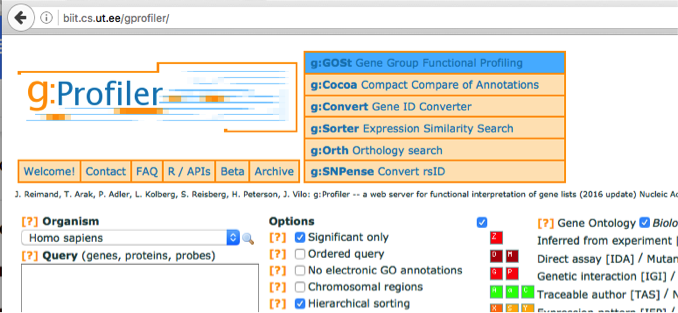 biit.cs.ut.ee/gprofiler/
g:Profiler
g:GOSt Gene Group Functional Profiling
g:Cocoa Compact Compare of Annotations
g:Convert Gene ID Converter
g:Sorter Expression Similarity Search
g:Orth Orthology search
g:SNPense Convert rsID
Welcome! Contact FAQ R / APIs Beta Archive
J. Reimand, T. Arak, P. Adler, L. Kolberg, S. Reisberg, H. Peterson, J. Vilo: g:Profiler -- a web server for functional interpretation of gene lists (2016 update) Nucleic Ac
[?] Organism
Homo sapiens
[?] Query (genes, proteins, probes)
Options
[?] Significant only
[?] Ordered query
[?] No electronic GO annotations
[?] Chromosomal regions
[?] Hierarchical sorting
[?] Gene Ontology Biolo
Inferred from experiment [
Direct assay [IDA] / Mutan
Genetic interaction [IGI] /
Traceable author [TAS] / N
Expression pattern [IEP] /